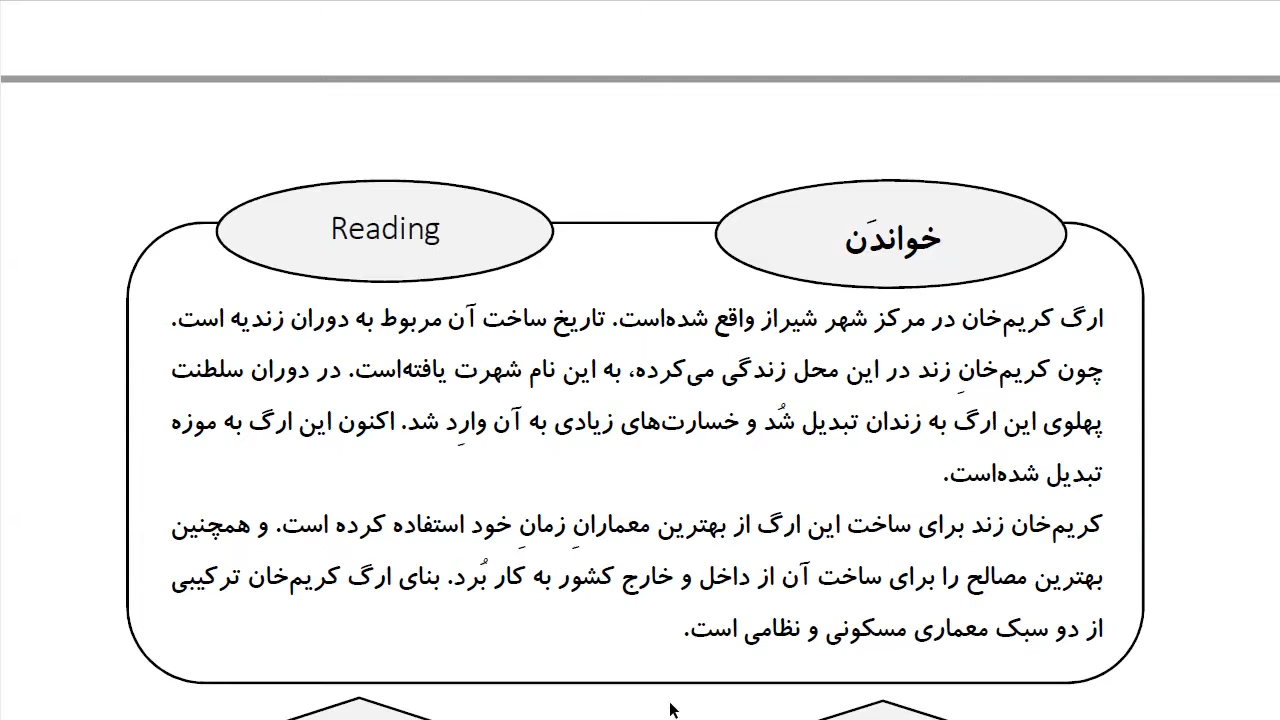 خواندَن
Reading
ارگ کریم‌خان در مرکز شهر شیراز واقع شده‌است. تاریخ ساخت آن مربوط به دوران زندیه است.
چون کریم‌خانِ زند در این محل زندگی می‌کرده، به این نام شهرت یافته‌است. در دوران سلطنت
پهلوی این ارگ به زندان تبدیل شُد و خسارت‌های زیادی به آن وارِد شد. اکنون این ارگ به موزه
تبدیل شده‌است.
کریم‌خان زند برای ساخت این ارگ از بهترین معمارانِ زمانِ خود استفاده کرده است. و همچنین
بهترین مصالح را برای ساخت آن از داخل و خارج کشور به کار بُرد. بنای ارگ کریم‌خان ترکیبی
از دو سبک معماری مسکونی و نظامی است.